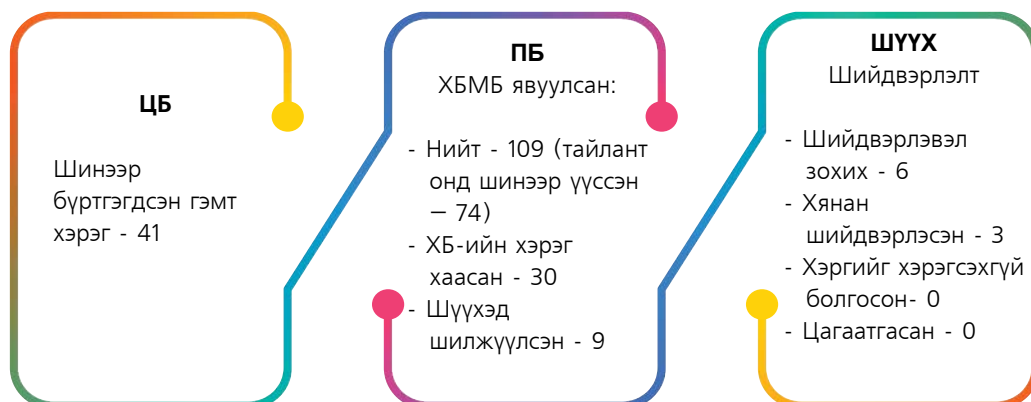 ЦБ
Шинээр
бүртгэгдсэн гэмт
хэрэг - 41
ПБ
ХБМБ явуулсан:
- Нийт - 109 (тайлант
онд шинээр үүссэн
– 74)
- ХБ-ийн хэрэг
хаасан - 30
- Шүүхэд
шилжүүлсэн - 9
ШҮҮХ
Шийдвэрлэлт
- Шийдвэрлэвэл
зохих - 6
- Хянан
шийдвэрлэсэн - 3
- Хэргийг хэрэгсэхгүй
болгосон- 0
- Цагаатгасан - 0